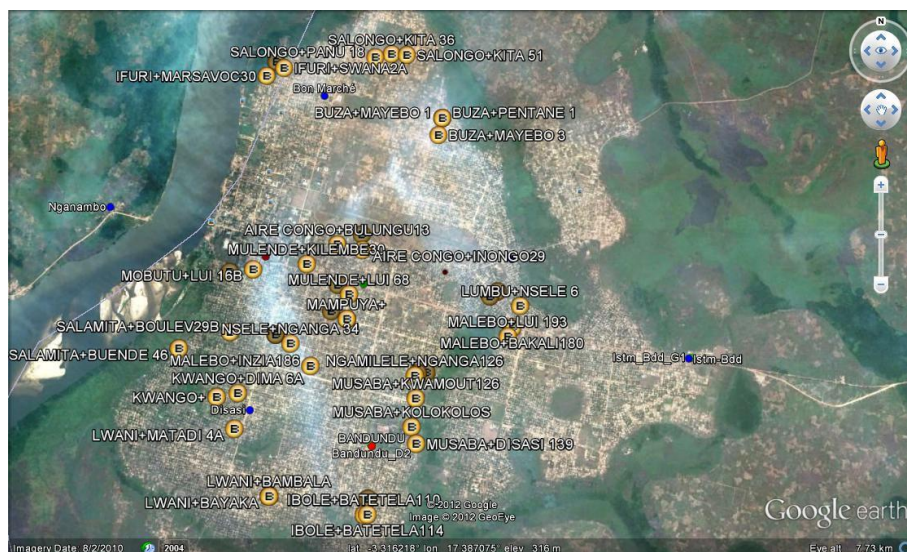 N
SALONGO+KITA 36
SALONGO+PANU 18
SALONGO+KITA 51
IFURI+SWANA2A
IFURI+MARSAVOC30
Bon Marché
BUZA+MAYEBO 1
BUZA+PENTANE 1
BUZA+MAYEBO 3
Nganambo
AIRE CONGO+BULUNGU13
MULENDE+KILEMBE30
AIRE CONGO+INONGO29
MOBUTU+LUI 16B
MULENDE+LUI 68
LUMBU+NSELE 6
MAMPUYA+
MALEBO+LUI 193
SALAMITA+BOULEV29B
NSELE+NGANGA 34
MALEBO+BAKALI180
SALAMITA+BUENDE 46
MALEBO+INZIA186
NGAMILELE+NGANGA126
Istm_Bdd_G1
Istm-Bdd
KWANGO+DIMA 6A
MUSABA+KWAMOUT126
KWANGO+
Disasi
MUSABA+KOLOKOLOS
LWANI+MATADI 4A
BANDUNDU
MUSABA+DISASI 139
Bandundu_D2
LWANI+BAMBALA
LWANI+BAYAKA
IBOLE+BATETELA110
© 2012 Google
Image © 2012 GeoEye
Google earth
IBOLE+BATETELA114
Imagery Date: 8/2/2010
2004
lat -3.316218° lon 17.387075° elev 316 m
Eye alt 7.73 km